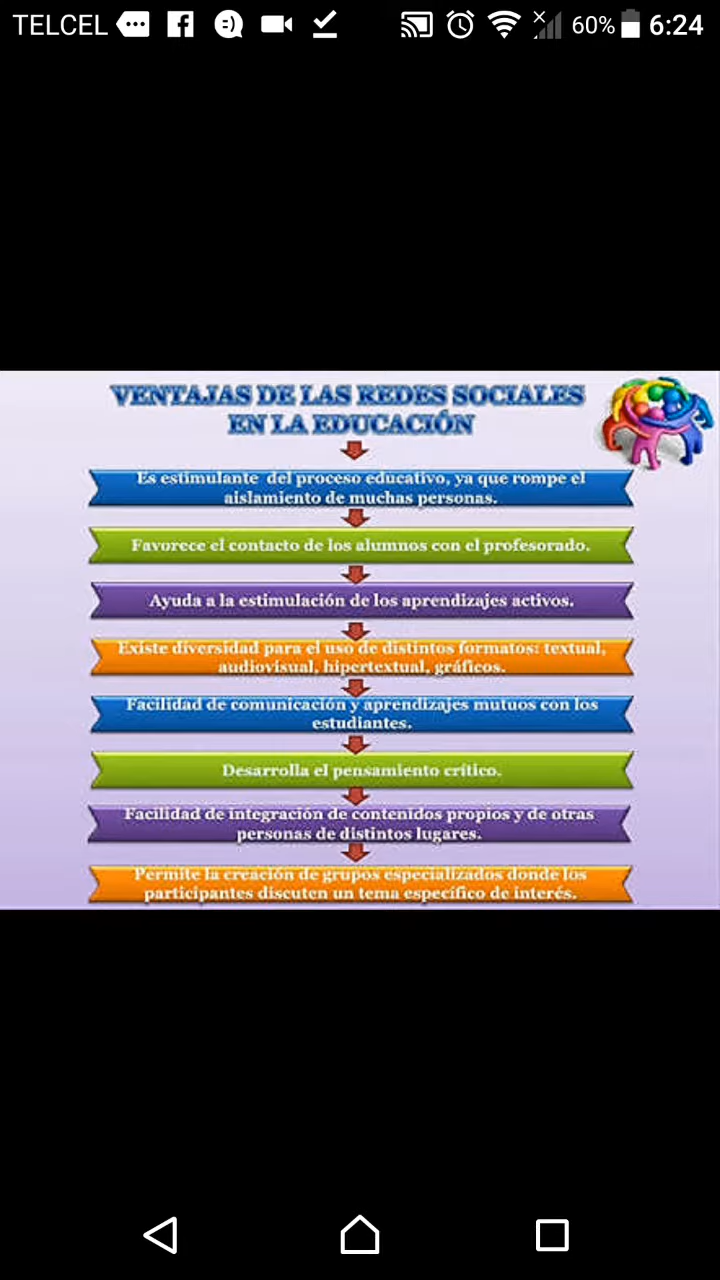 TELCEL 60% 6:24
VENTAJAS DE LAS REDES SOCIALES
EN LA EDUCACIÓN
Es estimulante del proceso educativo, ya que rompe el
aislamiento de muchas personas.
Favorece el contacto de los alumnos con el profesorado.
Ayuda a la estimulación de los aprendizajes activos.
Existe diversidad para el uso de distintos formatos: textual,
audiovisual, hipertextual, gráficos.
Facilidad de comunicación y aprendizajes mutuos con los
estudiantes.
Desarrolla el pensamiento crítico.
Facilidad de integración de contenidos propios y de otras
personas de distintos lugares.
Permite la creación de grupos especializados donde los
participantes discuten un tema específico de interés.